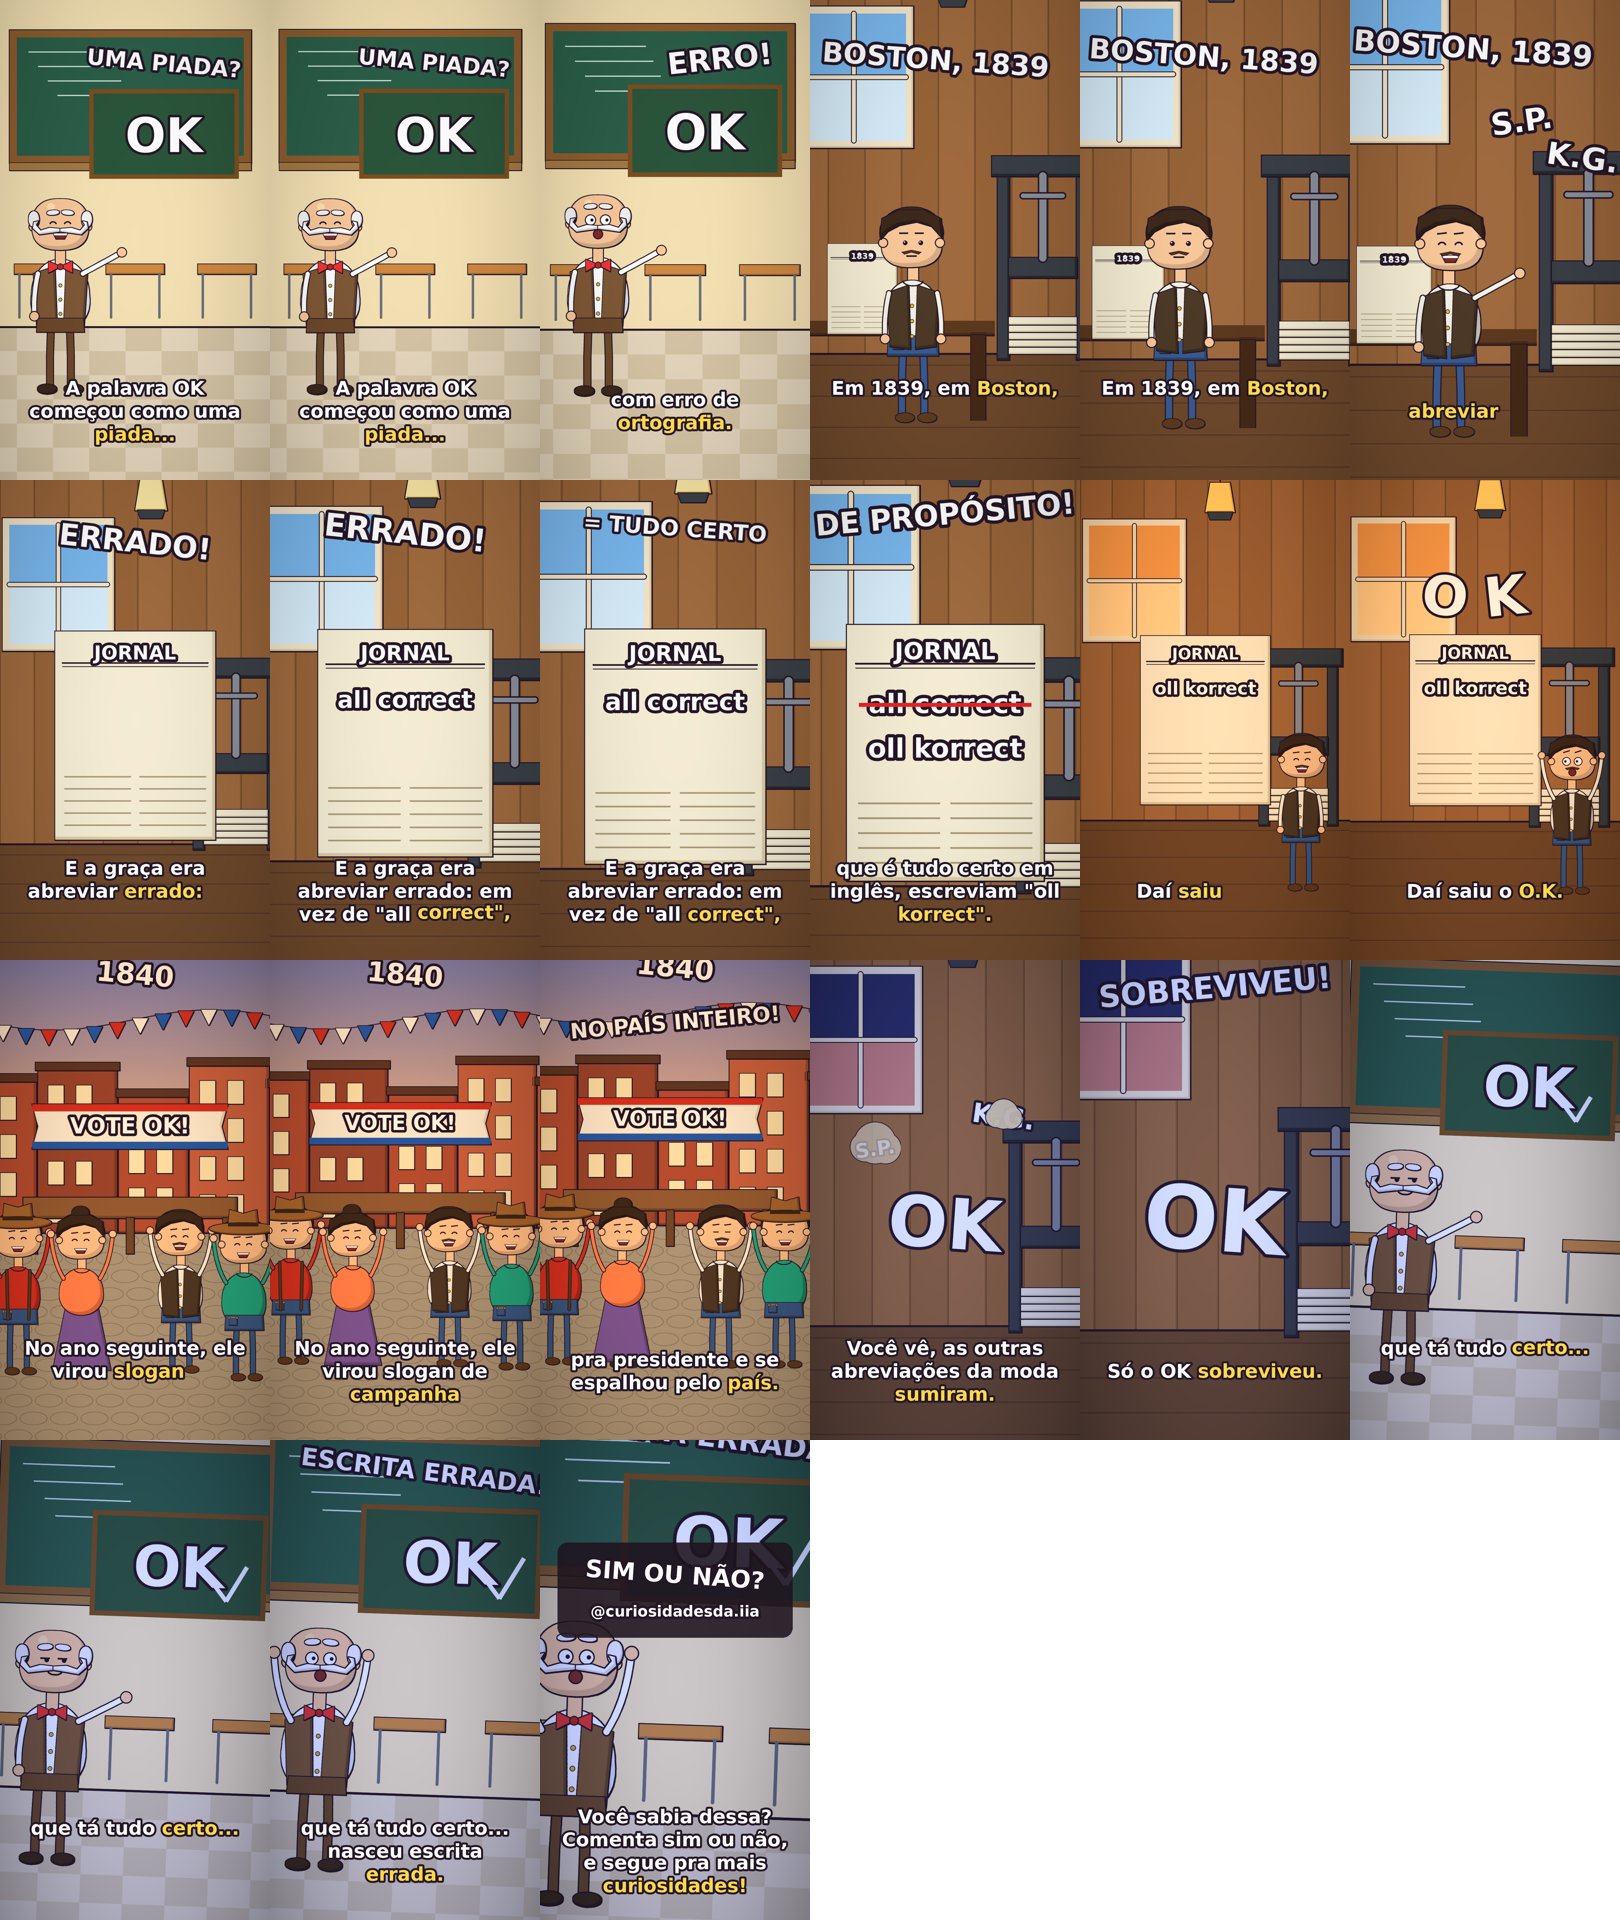 UMA PIADA?
OK
A palavra OK
começou como uma
piada...
UMA PIADA?
OK
A palavra OK
começou como uma
piada...
ERRO!
OK
com erro de
ortografia.
BOSTON, 1839
1839
Em 1839, em Boston,
BOSTON, 1839
1839
Em 1839, em Boston,
BOSTON, 1839
S.P.
K.G.
1839
abreviar
ERRADO!
JORNAL
E a graça era
abreviar errado:
ERRADO!
JORNAL
all correct
E a graça era
abreviar errado: em
vez de "all correct",
= TUDO CERTO
JORNAL
all correct
E a graça era
abreviar errado: em
vez de "all correct",
DE PROPÓSITO!
JORNAL
all correct
oll korrect
que é tudo certo em
inglês, escreviam "oll
korrect".
JORNAL
oll korrect
Daí saiu
O K
JORNAL
oll korrect
Daí saiu o O.K.
1840
VOTE OK!
No ano seguinte, ele
virou slogan
1840
VOTE OK!
No ano seguinte, ele
virou slogan de
campanha
1840
NO PAÍS INTEIRO!
VOTE OK!
pra presidente e se
espalhou pelo país.
S.P.
OK
Você vê, as outras
abreviações da moda
sumiram.
SOBREVIVEU!
OK
Só o OK sobreviveu.
OK
que tá tudo certo...
OK
que tá tudo certo...
ESCRITA ERRADA!
OK
que tá tudo certo...
nasceu escrita
errada.
OK
SIM OU NÃO?
@curiosidadesda.iia
Você sabia dessa?
Comenta sim ou não,
e segue pra mais
curiosidades!